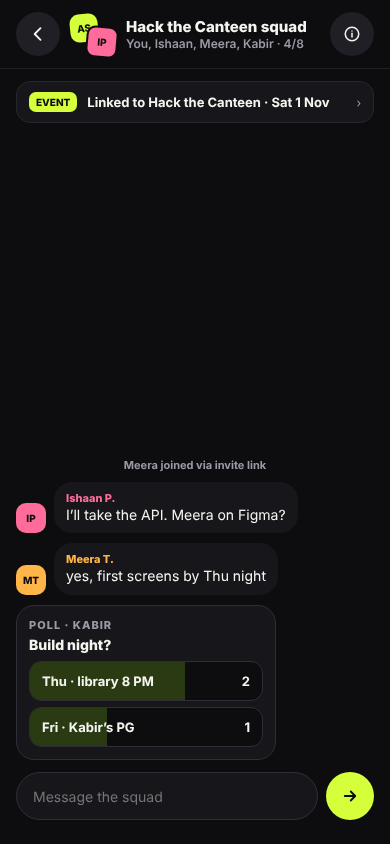 AS
IP
Hack the Canteen squad
You, Ishaan, Meera, Kabir · 4/8
EVENT Linked to Hack the Canteen · Sat 1 Nov ›
Meera joined via invite link
Ishaan P.
IP I'll take the API. Meera on Figma?
Meera T.
MT yes, first screens by Thu night
POLL · KABIR
Build night?
Thu · library 8 PM 2
Fri · Kabir's PG 1
Message the squad